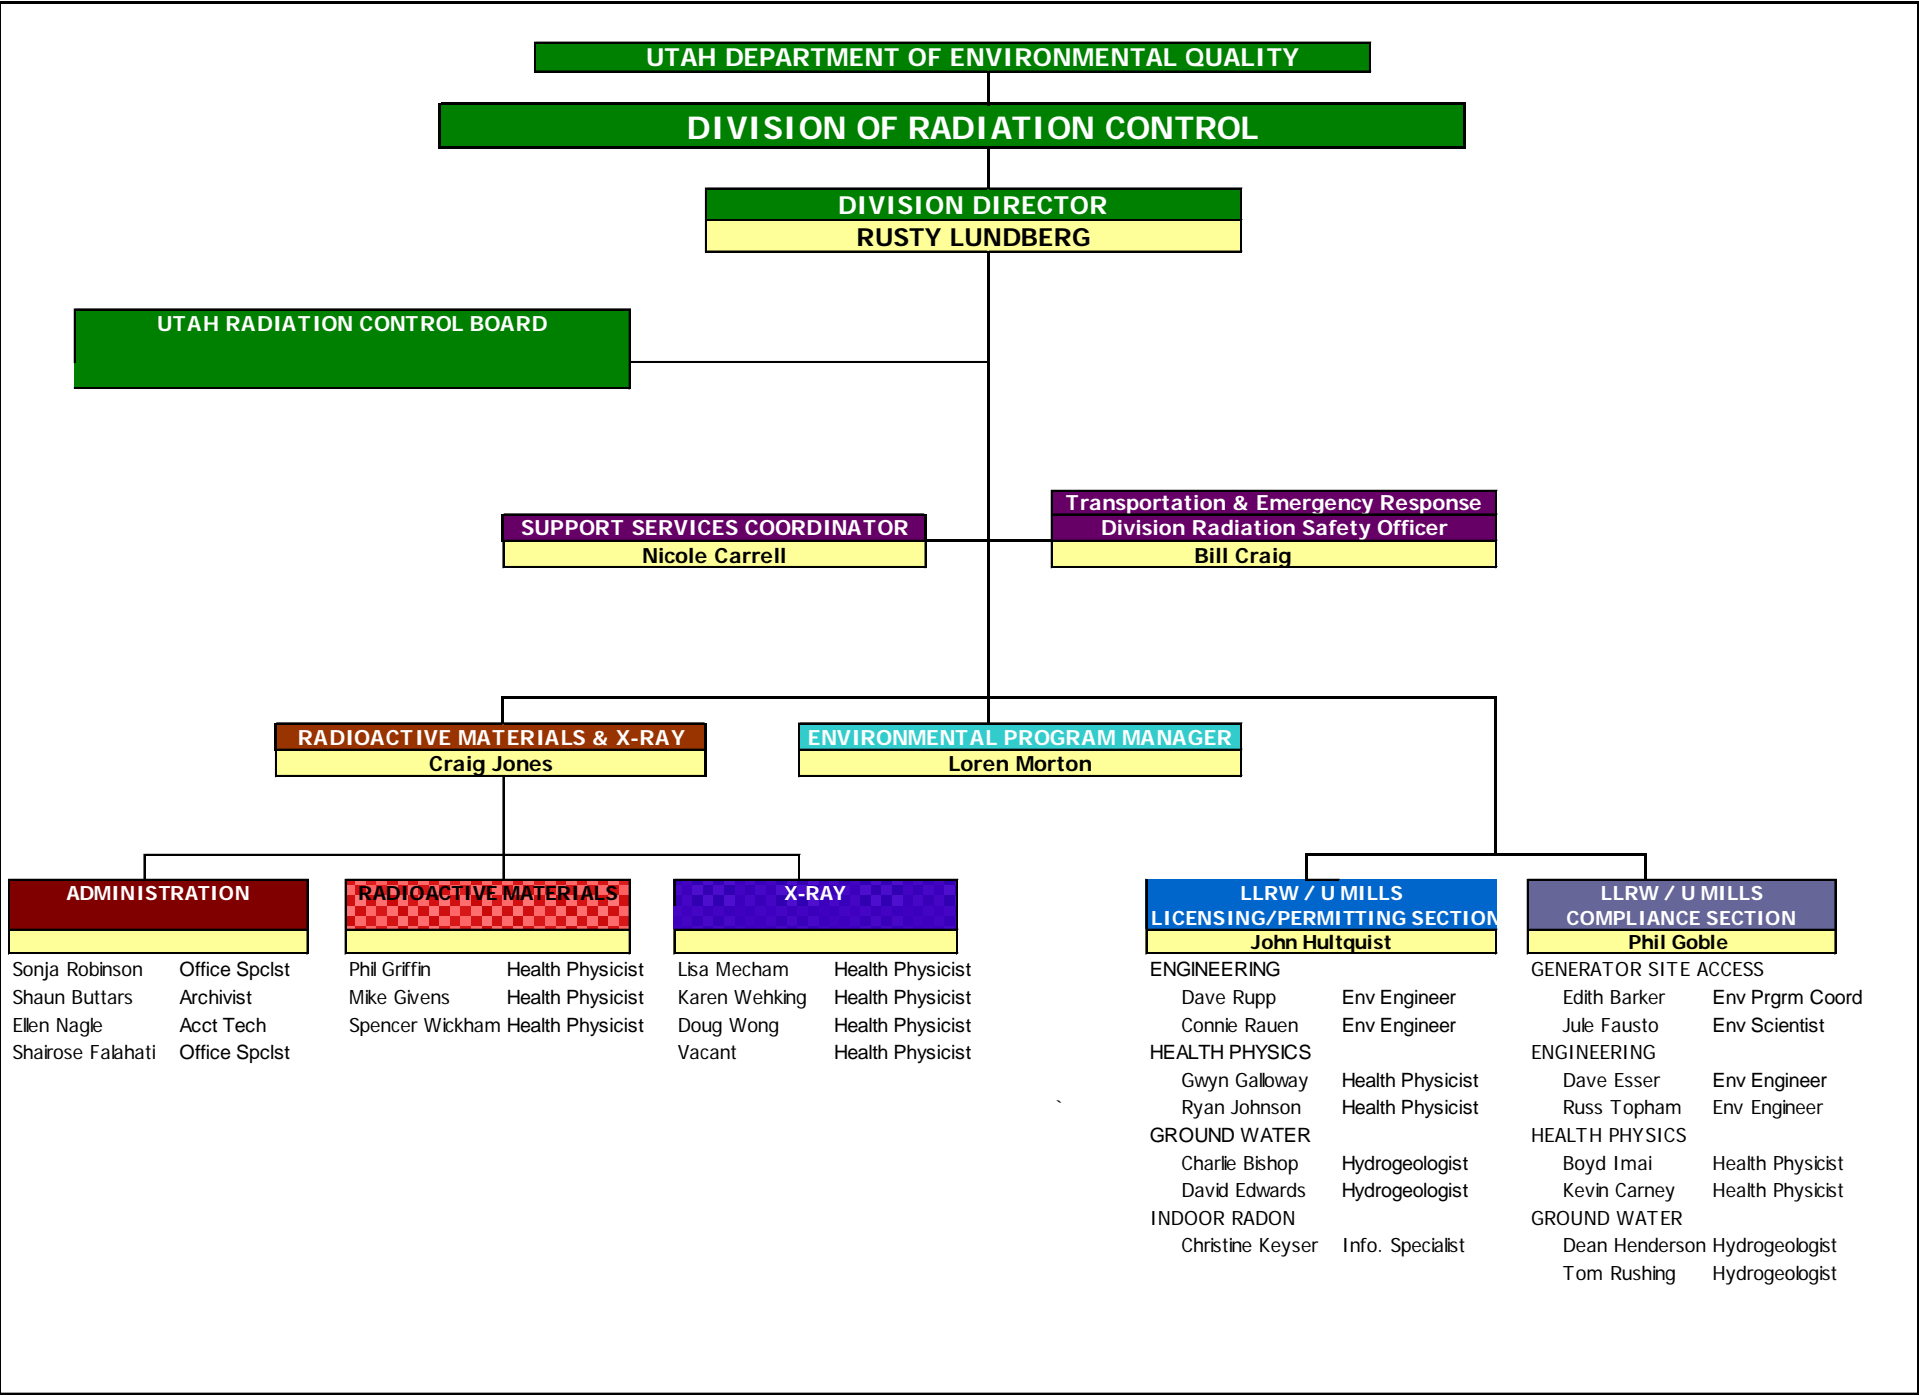 UTAH DEPARTMENT OF ENVIRONMENTAL QUALITY
DIVISION OF RADIATION CONTROL
DIVISION DIRECTOR
RUSTY LUNDBERG
UTAH RADIATION CONTROL BOARD
Transportation & Emergency Response
Division Radiation Safety Officer
Bill Craig
SUPPORT SERVICES COORDINATOR
Nicole Carrell
RADIOACTIVE MATERIALS & X-RAY
Craig Jones
ENVIRONMENTAL PROGRAM MANAGER
Loren Morton
ADMINISTRATION
Sonja Robinson Office Spclst
Shaun Buttars Archivist
Ellen Nagle Acct Tech
Shairose Falahati Office Spclst
RADIOACTIVE MATERIALS
Phil Griffin Health Physicist
Mike Givens Health Physicist
Spencer Wickham Health Physicist
X-RAY
Lisa Mecham Health Physicist
Karen Wehking Health Physicist
Doug Wong Health Physicist
Vacant Health Physicist
`
LLRW / U MILLS
LICENSING/PERMITTING SECTION
John Hultquist
ENGINEERING
Dave Rupp Env Engineer
Connie Rauen Env Engineer
HEALTH PHYSICS
Gwyn Galloway Health Physicist
Ryan Johnson Health Physicist
GROUND WATER
Charlie Bishop Hydrogeologist
David Edwards Hydrogeologist
INDOOR RADON
Christine Keyser Info. Specialist
LLRW / U MILLS
COMPLIANCE SECTION
Phil Goble
GENERATOR SITE ACCESS
Edith Barker Env Prgrm Coord
Jule Fausto Env Scientist
ENGINEERING
Dave Esser Env Engineer
Russ Topham Env Engineer
HEALTH PHYSICS
Boyd Imai Health Physicist
Kevin Carney Health Physicist
GROUND WATER
Dean Henderson Hydrogeologist
Tom Rushing Hydrogeologist